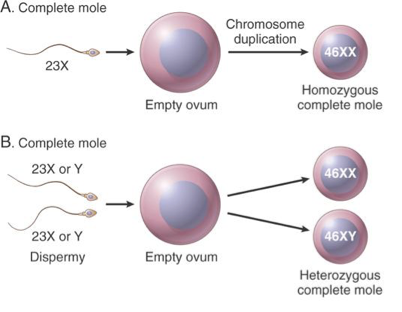 A. Complete mole
23X
Empty ovum
Chromosome
duplication
46XX
Homozygous
complete mole
B. Complete mole
23X or Y
23X or Y
Dispermy
Empty ovum
46XX
46XY
Heterozygous
complete mole